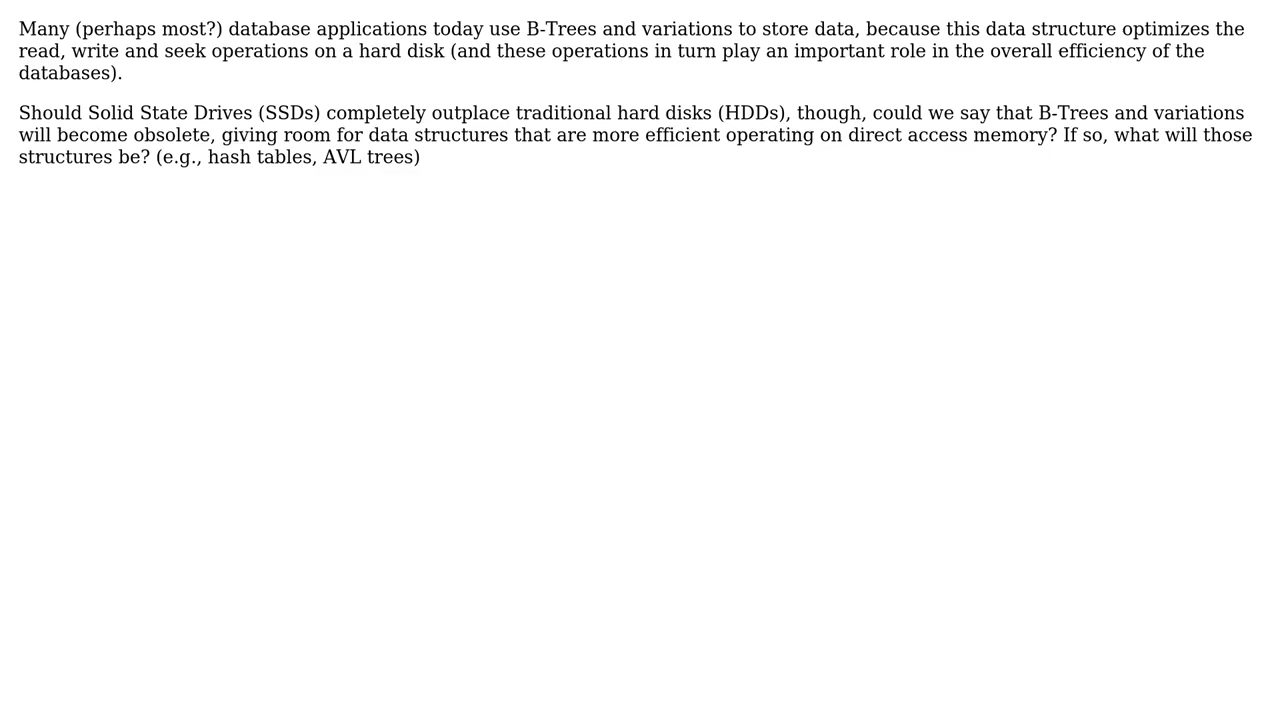 Many (perhaps most?) database applications today use B-Trees and variations to store data, because this data structure optimizes the
read, write and seek operations on a hard disk (and these operations in turn play an important role in the overall efficiency of the
databases).
Should Solid State Drives (SSDs) completely outplace traditional hard disks (HDDs), though, could we say that B-Trees and variations
will become obsolete, giving room for data structures that are more efficient operating on direct access memory? If so, what will those
structures be? (e.g., hash tables, AVL trees)